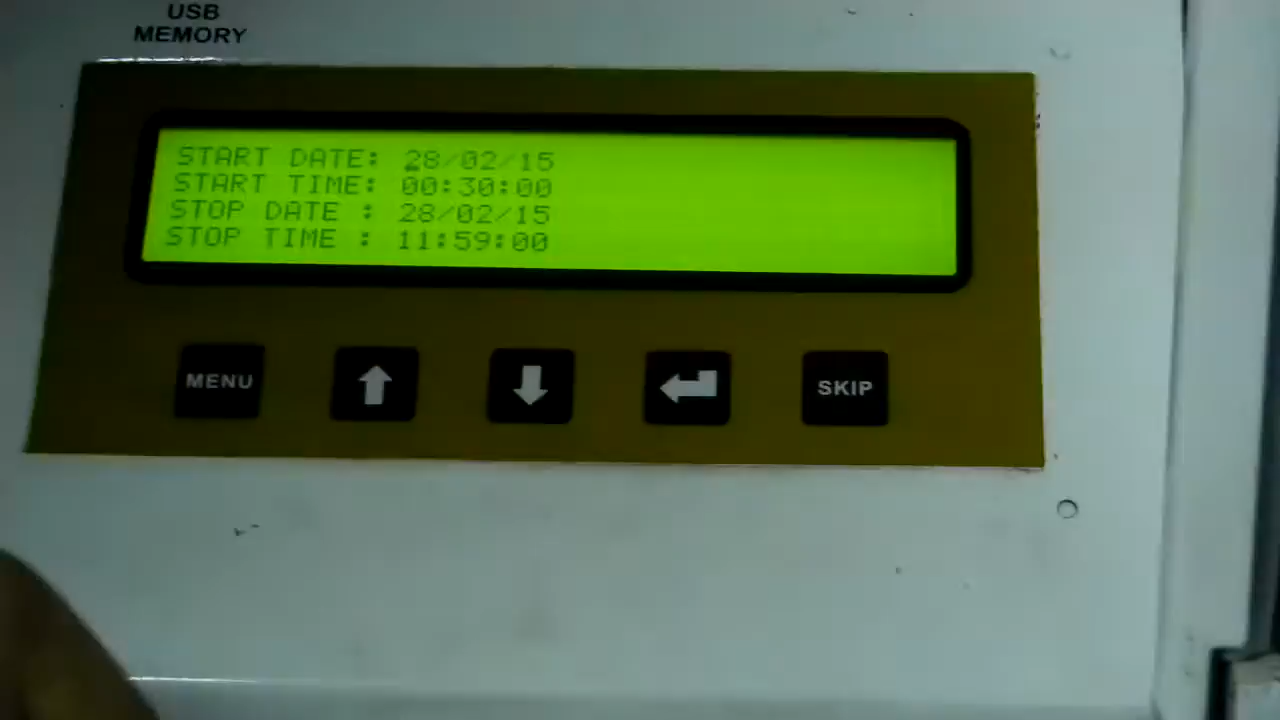 USB
MEMORY
START DATE: 28/02/15
START TIME: 00:30:00
STOP DATE : 28/02/15
STOP TIME : 11:59:00
MENU
SKIP